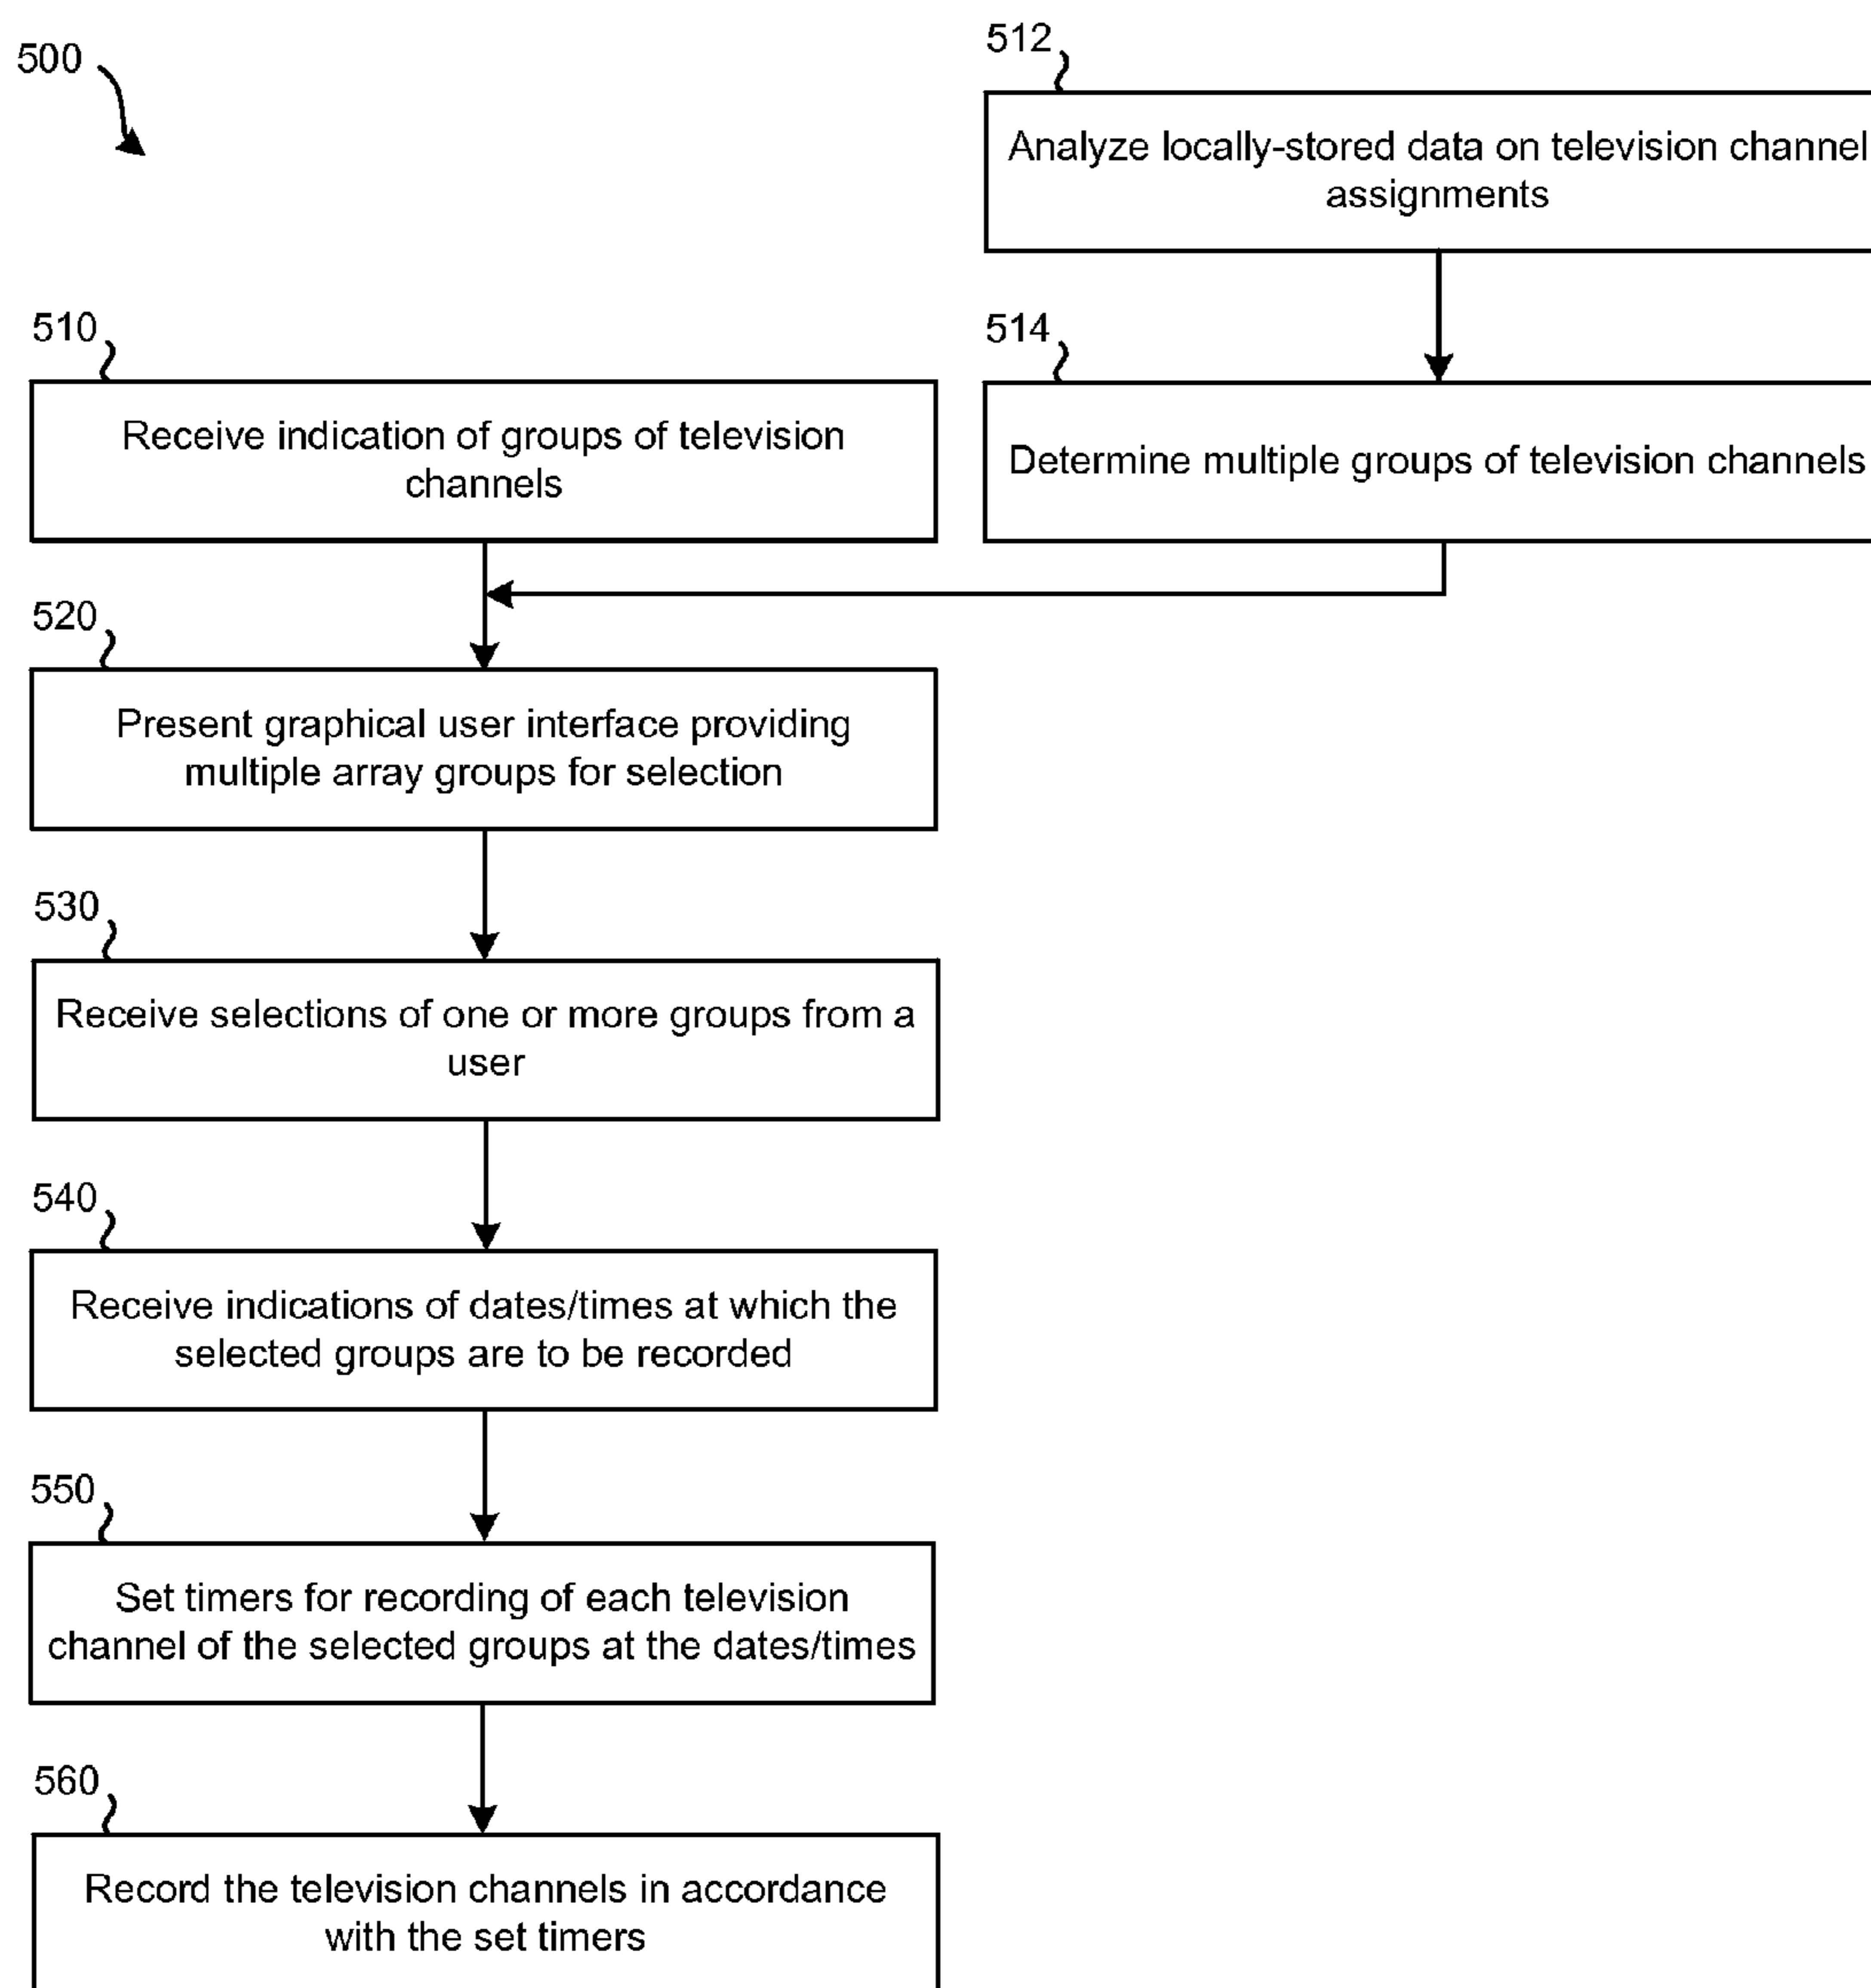 500
512
Analyze locally-stored data on television channel
assignments
510
Receive indication of groups of television
channels
514
Determine multiple groups of television channels
520
Present graphical user interface providing
multiple array groups for selection
530
Receive selections of one or more groups from a
user
540
Receive indications of dates/times at which the
selected groups are to be recorded
550
Set timers for recording of each television
channel of the selected groups at the dates/times
560
Record the television channels in accordance
with the set timers